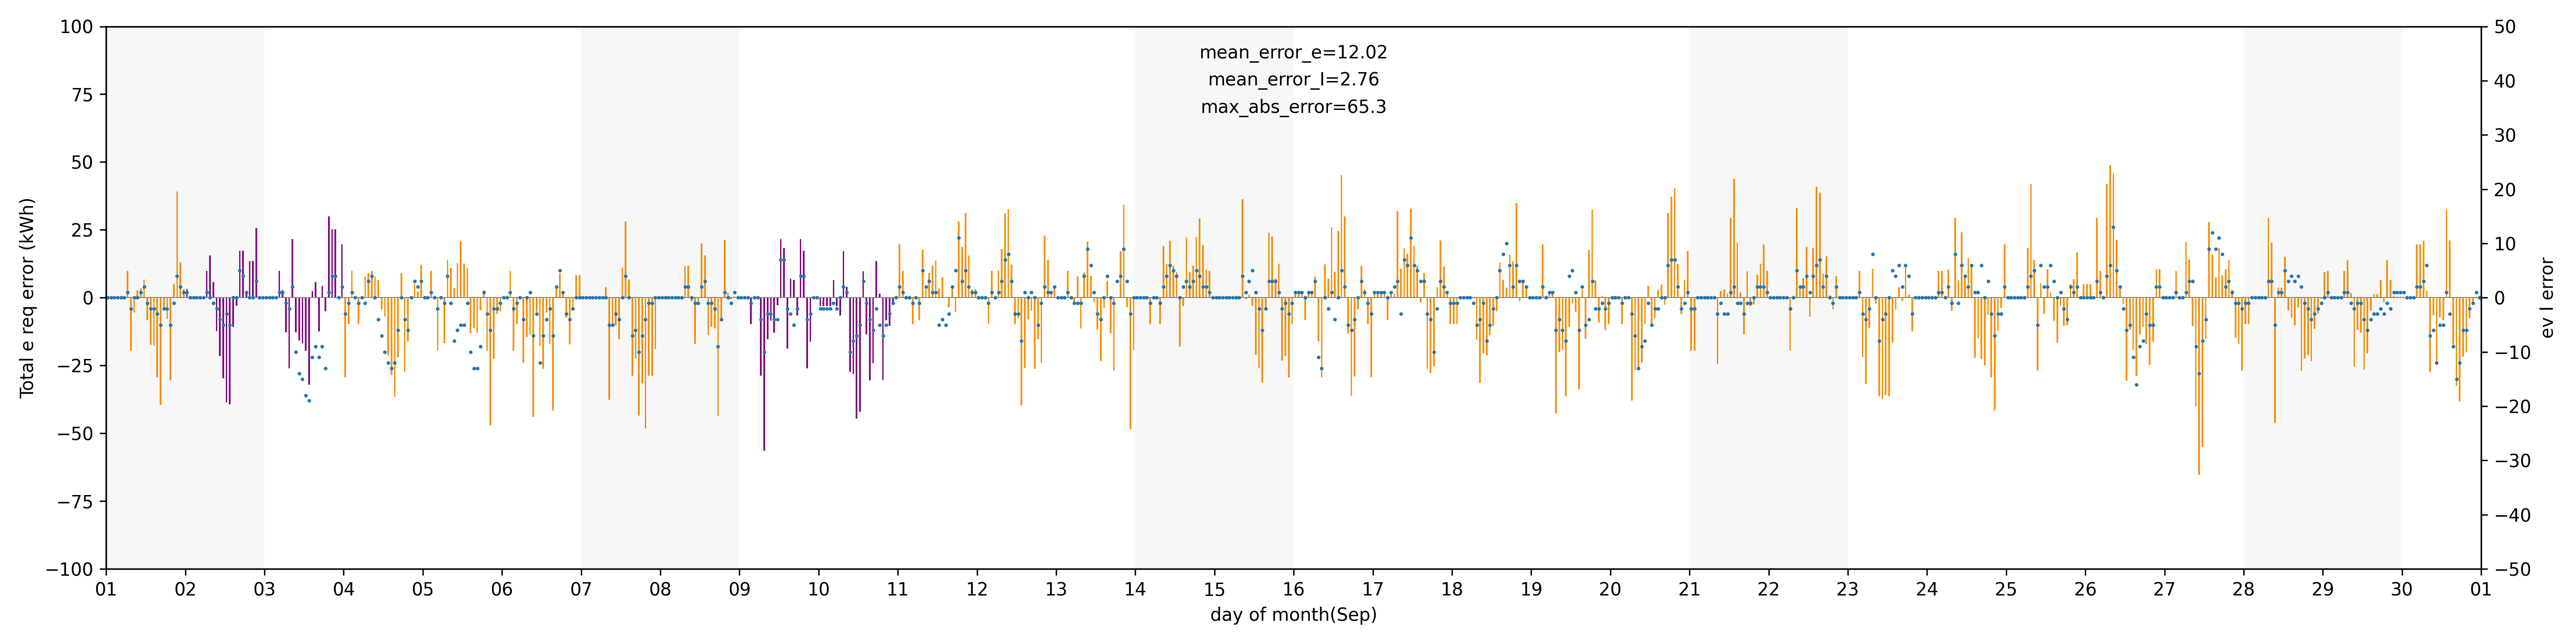 mean_error_e=12.02
mean_error_l=2.76
max_abs_error=65.3
Total e req error (kWh)
100
75
50
25
0
−25
−50
−75
−100
ev l error
50
40
30
20
10
0
−10
−20
−30
−40
−50
01 02 03 04 05 06 07 08 09 10 11 12 13 14 15 16 17 18 19 20 21 22 23 24 25 26 27 28 29 30 01
day of month(Sep)